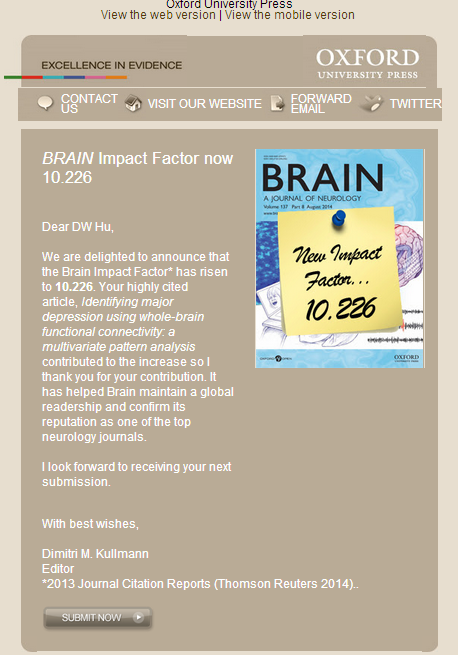 Oxford University Press
View the web version | View the mobile version
EXCELLENCE IN EVIDENCE
OXFORD
UNIVERSITY PRESS
CONTACT
US
VISIT OUR WEBSITE
FORWARD
EMAIL
TWITTER
BRAIN Impact Factor now
10.226
Dear DW Hu,
We are delighted to announce that
the Brain Impact Factor* has risen
to 10.226. Your highly cited
article, Identifying major
depression using whole-brain
functional connectivity: a
multivariate pattern analysis
contributed to the increase so I
thank you for your contribution. It
has helped Brain maintain a global
readership and confirm its
reputation as one of the top
neurology journals.
I look forward to receiving your next
submission.
With best wishes,
Dimitri M. Kullmann
Editor
*2013 Journal Citation Reports (Thomson Reuters 2014)..
SUBMIT NOW
BRAIN
A JOURNAL OF NEUROLOGY
Volume 137 Part 8 August 2014
New Impact
Factor...
10.226
OXFORD